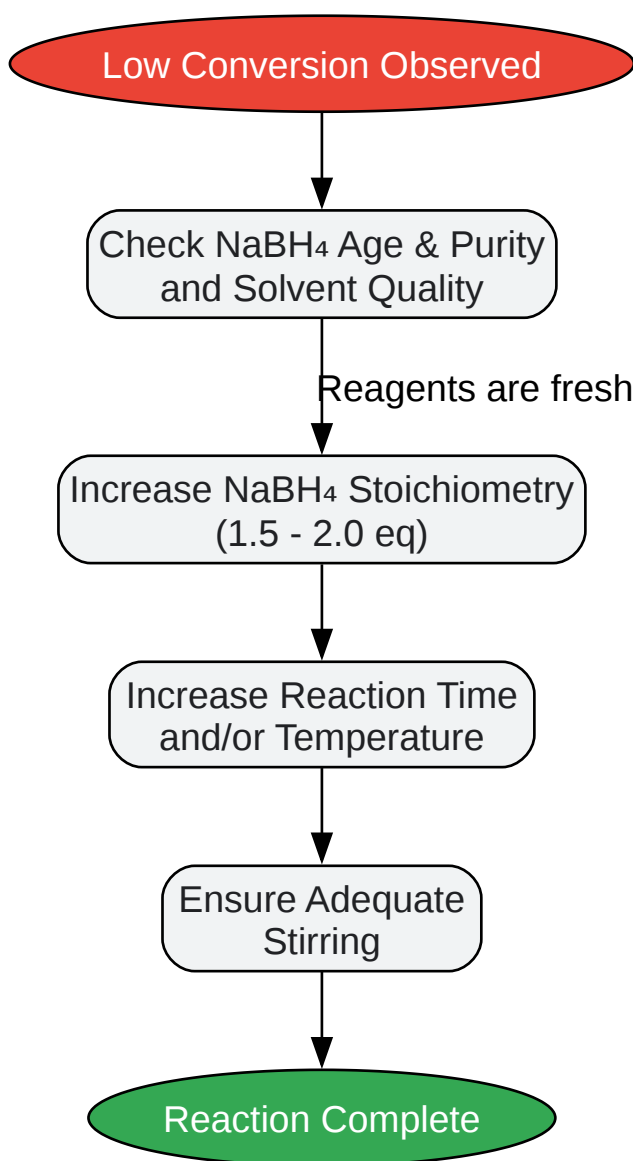 Low Conversion Observed
Check NaBH₄ Age & Purity
and Solvent Quality
Reagents are fresh
Increase NaBH₄ Stoichiometry
(1.5 - 2.0 eq)
Increase Reaction Time
and/or Temperature
Ensure Adequate
Stirring
Reaction Complete